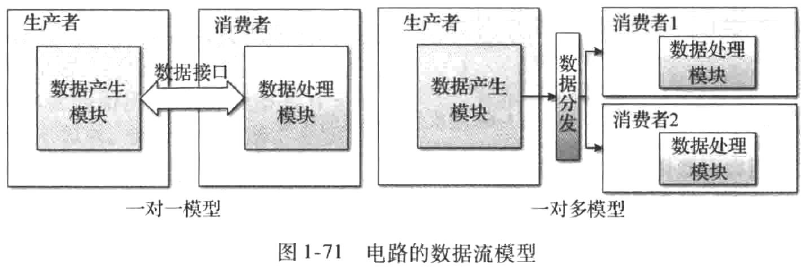 生产者
数据产生
模块
数据接口
消费者
数据处理
模块
一对一模型
生产者
数据产生
模块
数据分发
消费者1
数据处理
模块
消费者2
数据处理
模块
一对多模型
图 1-71 电路的数据流模型